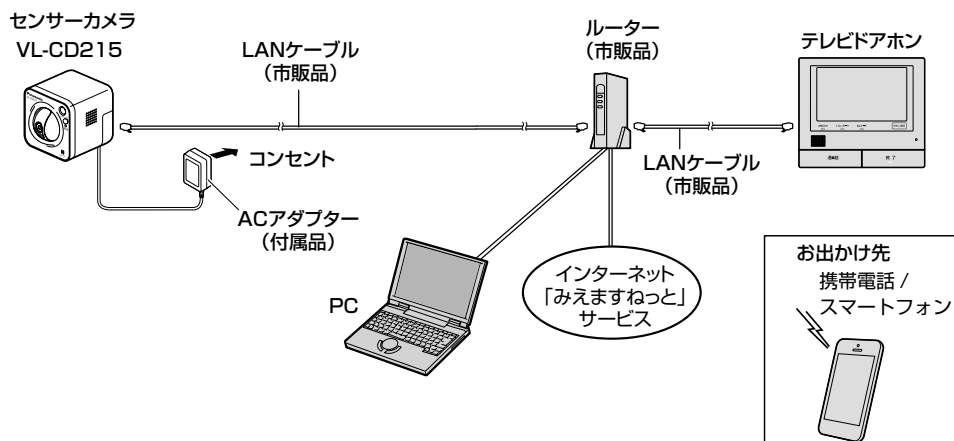 センサーカメラ
VL-CD215
LANケーブル
（市販品）
ルーター
（市販品）
テレビドアホン
コンセント
ACアダプター
（付属品）
LANケーブル
（市販品）
PC
インターネット
「みえますねっと」
サービス
お出かけ先
携帯電話 /
スマートフォン
終了